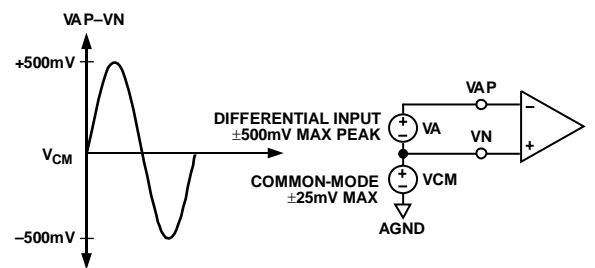 VAP–VN
+500mV
VCM
–500mV
DIFFERENTIAL INPUT
±500mV MAX PEAK
COMMON-MODE
±25mV MAX
VAP
VA
VN
VCM
AGND
+
–
+
–
–
+